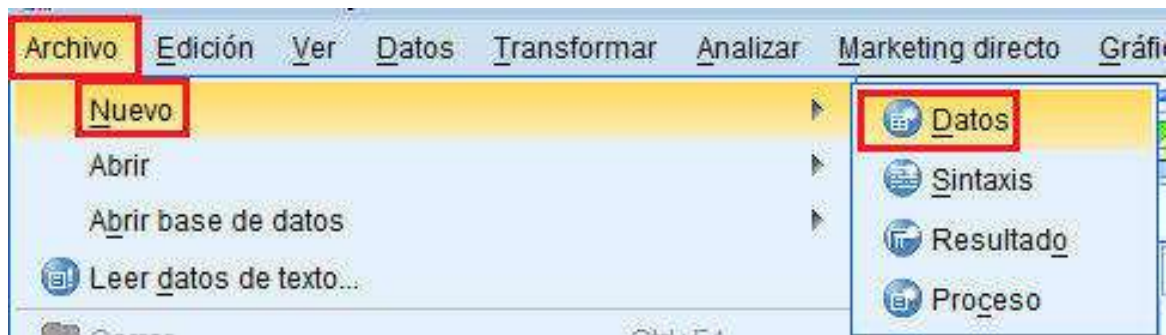 Archivo Edición Ver Datos Transformar Analizar Marketing directo
Nuevo
Abrir
Abrir base de datos
Leer datos de texto...
Datos
Sintaxis
Resultado
Proceso